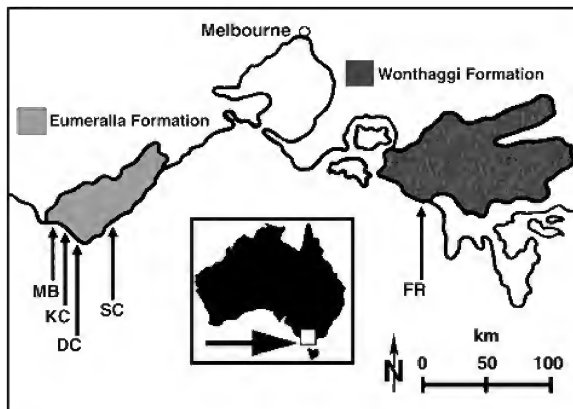 Melbourne
Wonthaggi Formation
Eumeralla Formation
MB
KC
DC
SC
FR
km
N
0 50 100